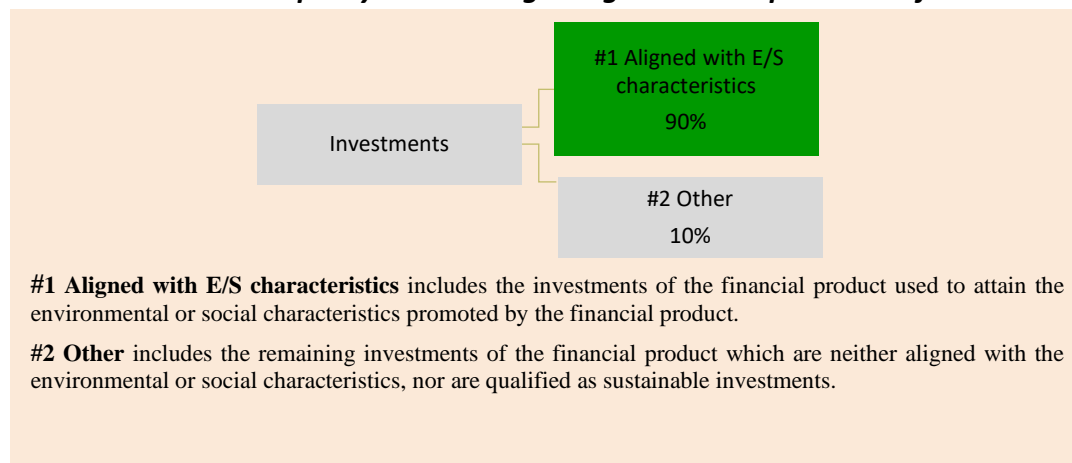 #1 Aligned with E/S
characteristics
90%
Investments
#2 Other
10%
#1 Aligned with E/S characteristics includes the investments of the financial product used to attain the
environmental or social characteristics promoted by the financial product.
#2 Other includes the remaining investments of the financial product which are neither aligned with the
environmental or social characteristics, nor are qualified as sustainable investments.